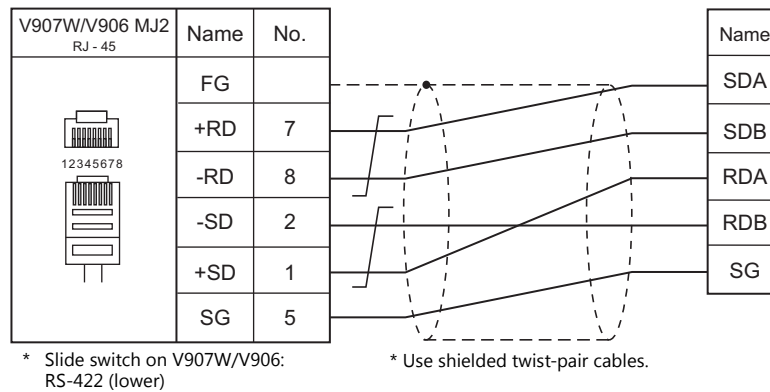 V907W/V906 MJ2 Name No. Name
RJ - 45
FG SDA
+RD 7 SDB
12345678
-RD 8 RDA
-SD 2 RDB
+SD 1 SG
SG 5
* Slide switch on V907W/V906: * Use shielded twist-pair cables.
RS-422 (lower)